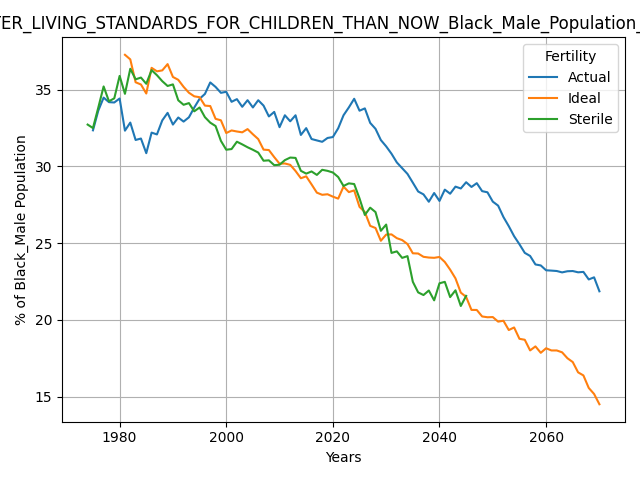 TER_LIVING_STANDARDS_FOR_CHILDREN_THAN_NOW_Black_Male_Population_
Fertility
Actual
Ideal
Sterile
% of Black_Male Population
35
30
25
20
15
1980 2000 2020 2040 2060
Years